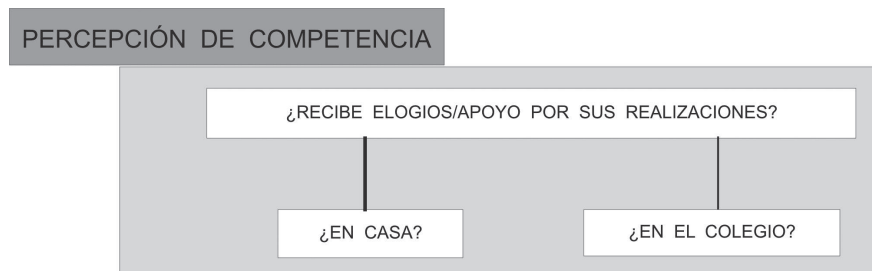 PERCEPCIÓN DE COMPETENCIA
¿RECIBE ELOGIOS/APOYO POR SUS REALIZACIONES?
¿EN CASA?
¿EN EL COLEGIO?